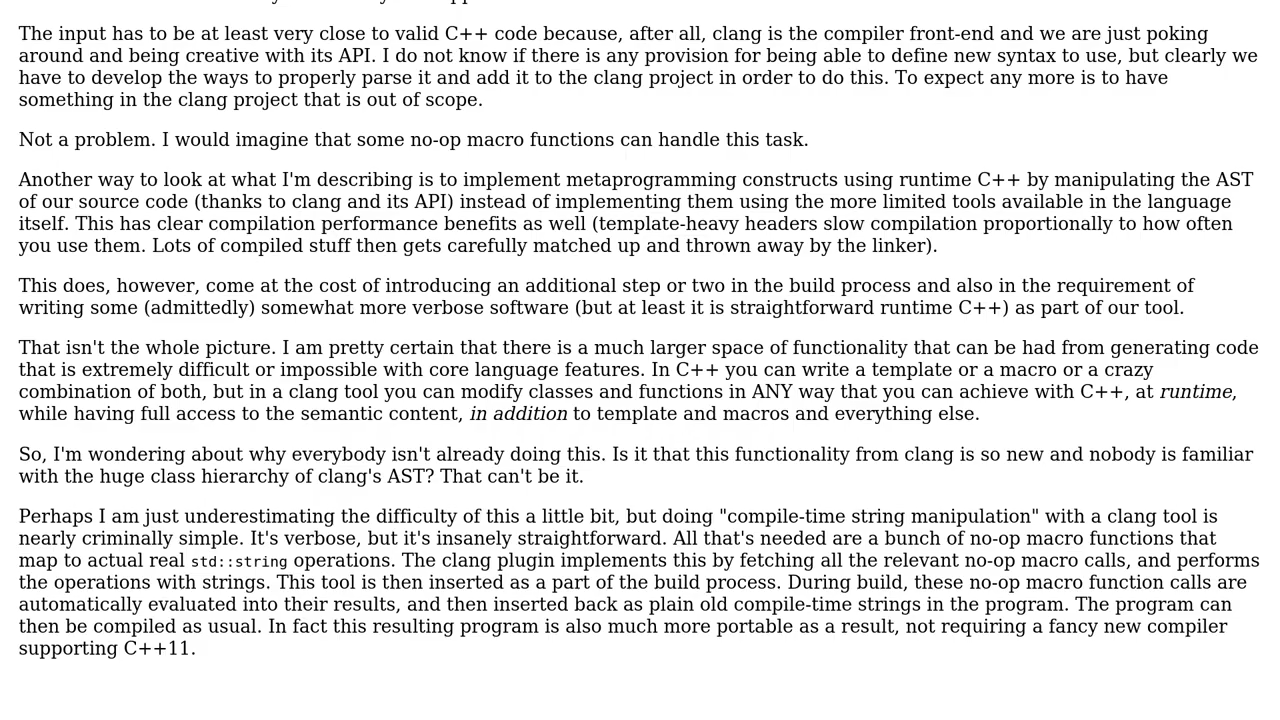 The input has to be at least very close to valid C++ code because, after all, clang is the compiler front-end and we are just poking
around and being creative with its API. I do not know if there is any provision for being able to define new syntax to use, but clearly we
have to develop the ways to properly parse it and add it to the clang project in order to do this. To expect any more is to have
something in the clang project that is out of scope.
Not a problem. I would imagine that some no-op macro functions can handle this task.
Another way to look at what I'm describing is to implement metaprogramming constructs using runtime C++ by manipulating the AST
of our source code (thanks to clang and its API) instead of implementing them using the more limited tools available in the language
itself. This has clear compilation performance benefits as well (template-heavy headers slow compilation proportionally to how often
you use them. Lots of compiled stuff then gets carefully matched up and thrown away by the linker).
This does, however, come at the cost of introducing an additional step or two in the build process and also in the requirement of
writing some (admittedly) somewhat more verbose software (but at least it is straightforward runtime C++) as part of our tool.
That isn't the whole picture. I am pretty certain that there is a much larger space of functionality that can be had from generating code
that is extremely difficult or impossible with core language features. In C++ you can write a template or a macro or a crazy
combination of both, but in a clang tool you can modify classes and functions in ANY way that you can achieve with C++, at runtime,
while having full access to the semantic content, in addition to template and macros and everything else.
So, I'm wondering about why everybody isn't already doing this. Is it that this functionality from clang is so new and nobody is familiar
with the huge class hierarchy of clang's AST? That can't be it.
Perhaps I am just underestimating the difficulty of this a little bit, but doing "compile-time string manipulation" with a clang tool is
nearly criminally simple. It's verbose, but it's insanely straightforward. All that's needed are a bunch of no-op macro functions that
map to actual real std::string operations. The clang plugin implements this by fetching all the relevant no-op macro calls, and performs
the operations with strings. This tool is then inserted as a part of the build process. During build, these no-op macro function calls are
automatically evaluated into their results, and then inserted back as plain old compile-time strings in the program. The program can
then be compiled as usual. In fact this resulting program is also much more portable as a result, not requiring a fancy new compiler
supporting C++11.